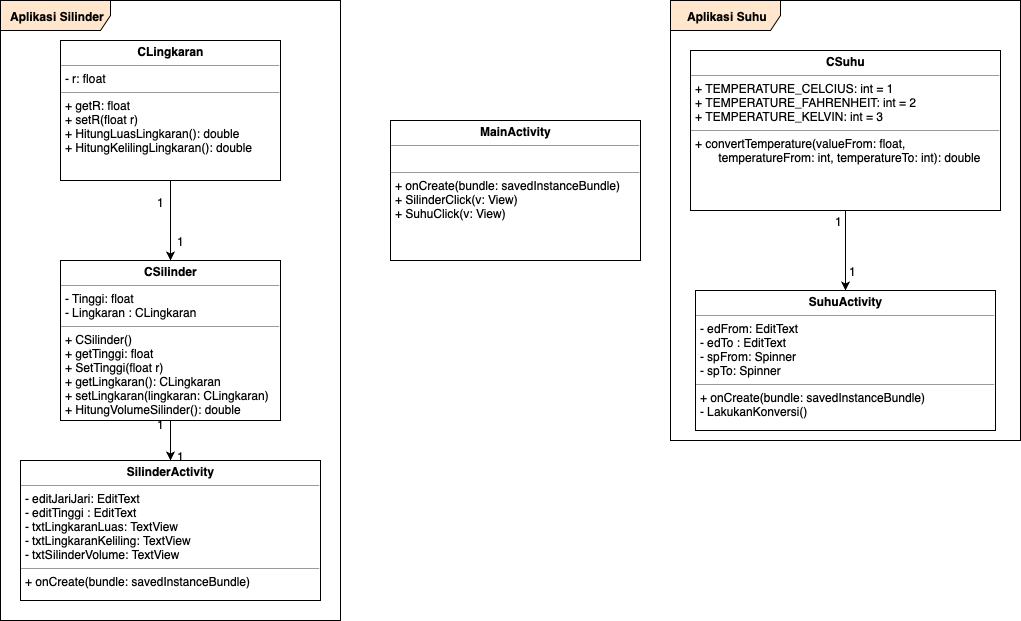 Aplikasi Silinder
CLingkaran
- r: float
+ getR: float
+ setR(float r)
+ HitungLuasLingkaran(): double
+ HitungKelilingLingkaran(): double
1
1
CSilinder
- Tinggi: float
- Lingkaran : CLingkaran
+ CSilinder()
+ getTinggi: float
+ SetTinggi(float r)
+ getLingkaran(): CLingkaran
+ setLingkaran(lingkaran: CLingkaran)
+ HitungVolumeSilinder(): double
1
1
SilinderActivity
- editJariJari: EditText
- editTinggi : EditText
- txtLingkaranLuas: TextView
- txtLingkaranKeliling: TextView
- txtSilinderVolume: TextView
+ onCreate(bundle: savedInstanceBundle)
MainActivity
+ onCreate(bundle: savedInstanceBundle)
+ SilinderClick(v: View)
+ SuhuClick(v: View)
Aplikasi Suhu
CSuhu
+ TEMPERATURE_CELCIUS: int = 1
+ TEMPERATURE_FAHRENHEIT: int = 2
+ TEMPERATURE_KELVIN: int = 3
+ convertTemperature(valueFrom: float,
temperatureFrom: int, temperatureTo: int): double
1
1
SuhuActivity
- edFrom: EditText
- edTo : EditText
- spFrom: Spinner
- spTo: Spinner
+ onCreate(bundle: savedInstanceBundle)
- LakukanKonversi()